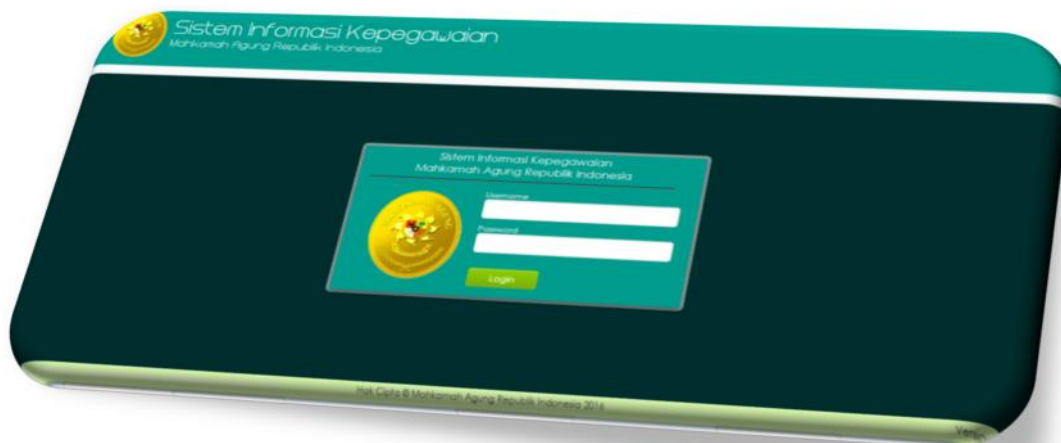 Sistem Informasi Kepegawaian
Mahkamah Agung Republik Indonesia
Sistem Informasi Kepegawaian
Mahkamah Agung Republik Indonesia
Username
Password
Login
Hak Cipta @ Mahkamah Agung Republik Indonesia 2016